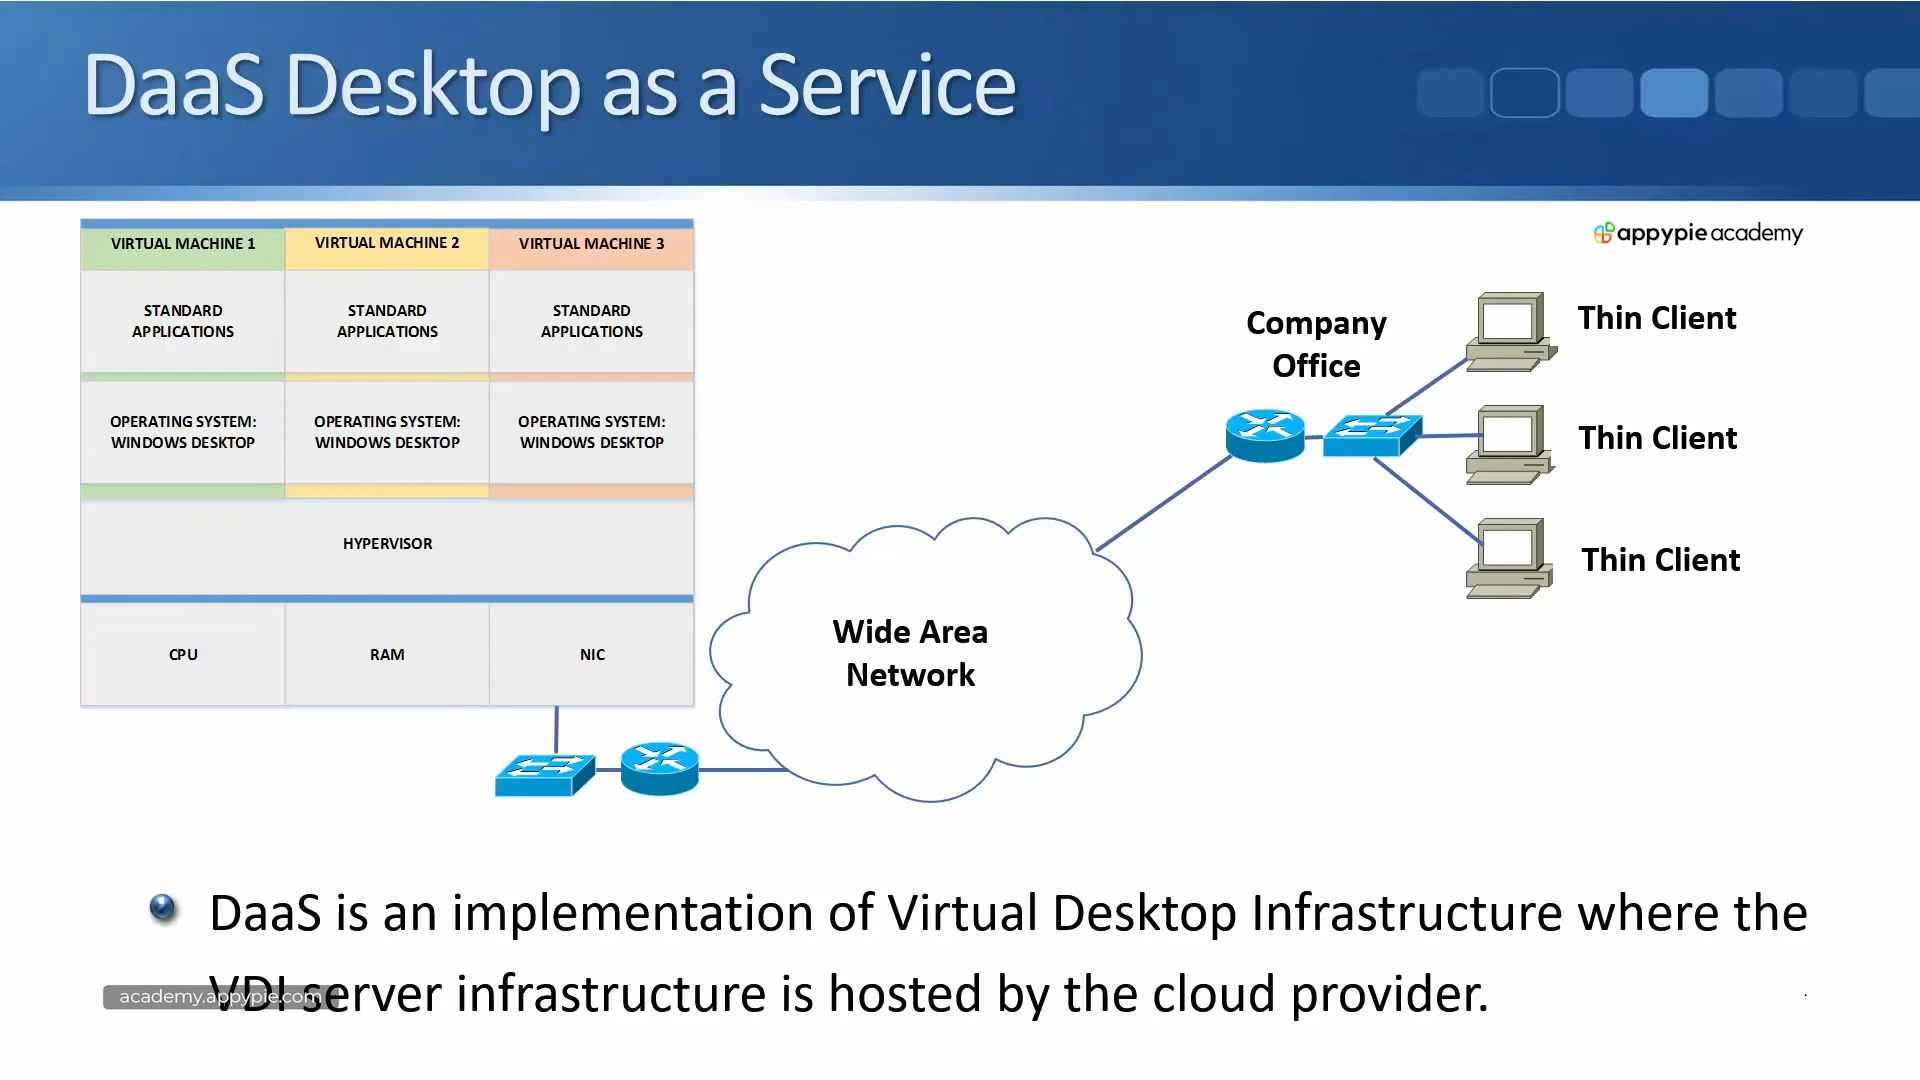 DaaS Desktop as a Service
appypie academy
VIRTUAL MACHINE 1
VIRTUAL MACHINE 2
VIRTUAL MACHINE 3
STANDARD
APPLICATIONS
STANDARD
APPLICATIONS
STANDARD
APPLICATIONS
OPERATING SYSTEM:
WINDOWS DESKTOP
OPERATING SYSTEM:
WINDOWS DESKTOP
OPERATING SYSTEM:
WINDOWS DESKTOP
HYPERVISOR
CPU
RAM
NIC
Wide Area
Network
Company
Office
Thin Client
Thin Client
Thin Client
DaaS is an implementation of Virtual Desktop Infrastructure where the
VDI server infrastructure is hosted by the cloud provider.
academy.appypie.com